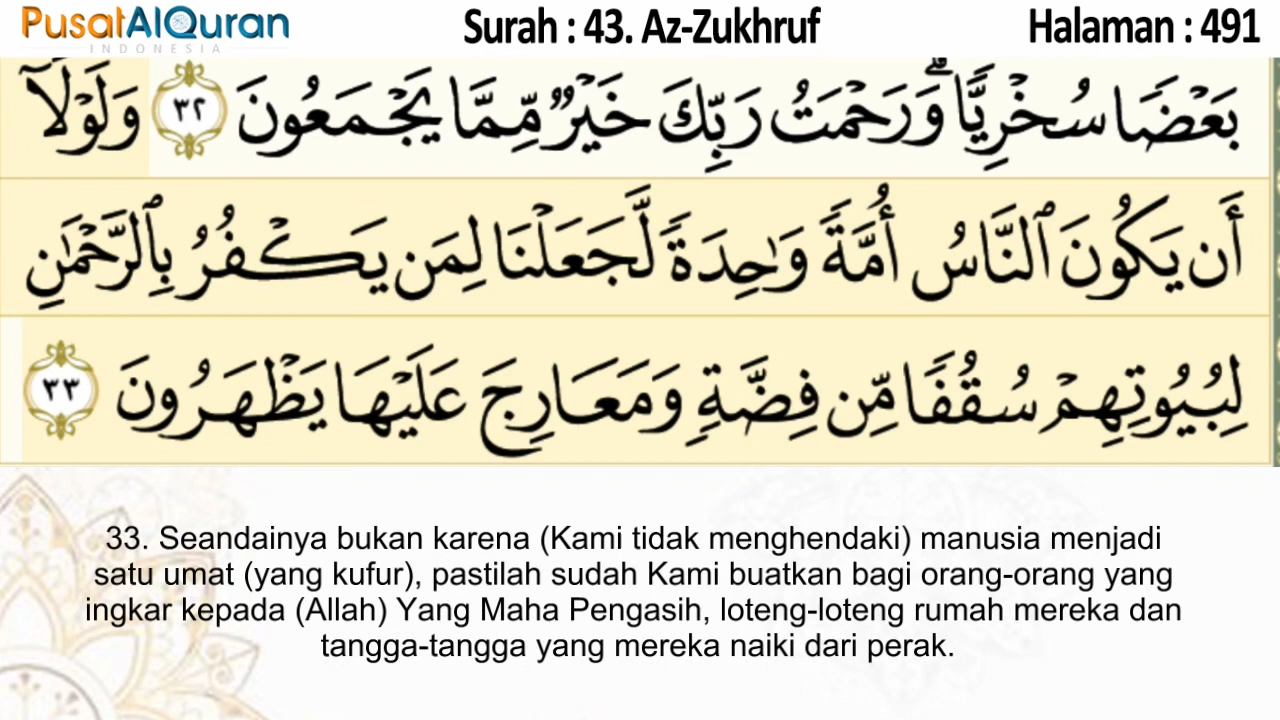 PusatAlQuran
INDONESIA
Surah : 43. Az-Zukhruf
Halaman : 491
بَعْضًا سُخْرِيًّا ۗ وَرَحْمَتُ رَبِّكَ خَيْرٌ مِّمَّا يَجْمَعُونَ ٣٢ وَلَوْلَآ
أَن يَكُونَ ٱلنَّاسُ أُمَّةً وَٰحِدَةً لَّجَعَلْنَا لِمَن يَكْفُرُ بِٱلرَّحْمَٰنِ
لِبُيُوتِهِمْ سُقُفًا مِّن فِضَّةٍ وَمَعَارِجَ عَلَيْهَا يَظْهَرُونَ ٣٣
33. Seandainya bukan karena (Kami tidak menghendaki) manusia menjadi
satu umat (yang kufur), pastilah sudah Kami buatkan bagi orang-orang yang
ingkar kepada (Allah) Yang Maha Pengasih, loteng-loteng rumah mereka dan
tangga-tangga yang mereka naiki dari perak.